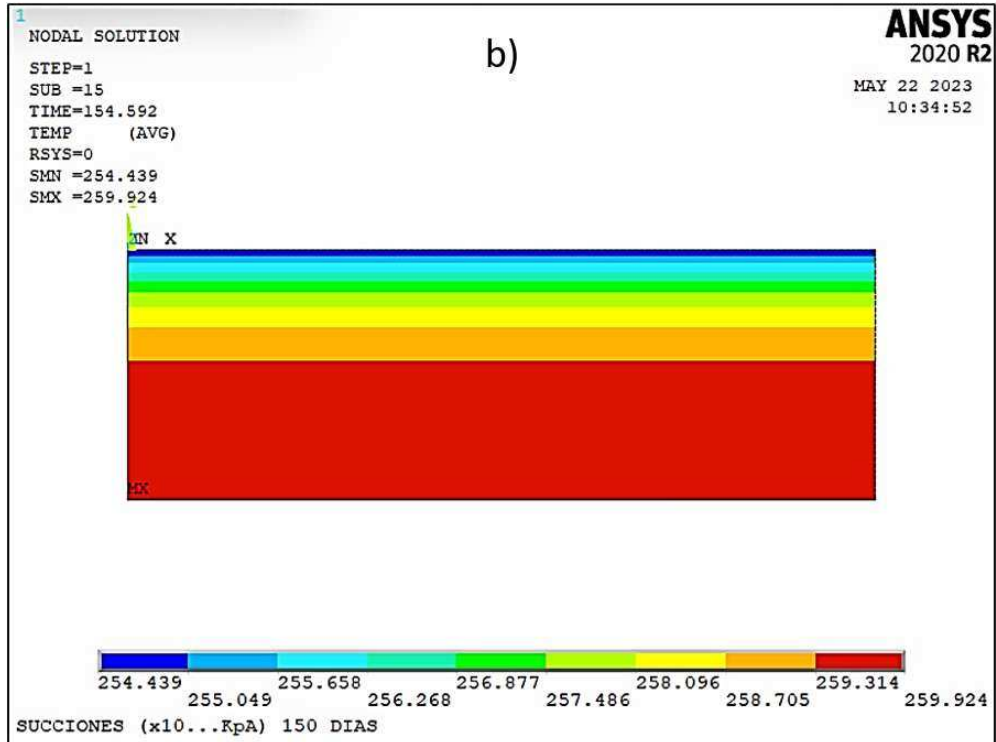 1
NODAL SOLUTION
STEP=1
SUB =15
TIME=154.592
TEMP (AVG)
RSYS=0
SMN =254.439
SMX =259.924
b)
ANSYS
2020 R2
MAY 22 2023
10:34:52
X
MX
254.439 255.658 256.877 258.096 259.314
255.049 256.268 257.486 258.705 259.924
SUCCIONES (x10...KpA) 150 DIAS